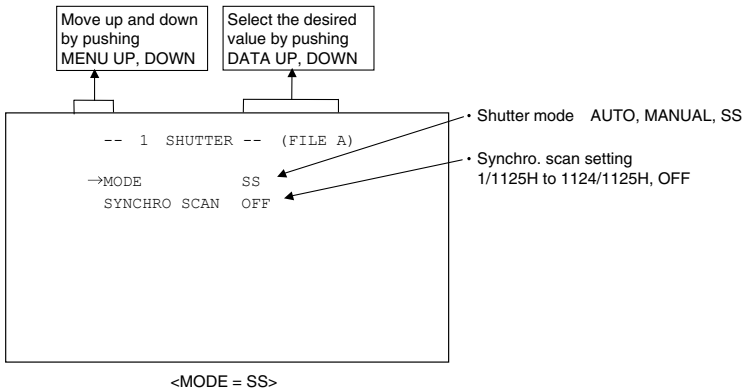 Move up and down
by pushing
MENU UP, DOWN
Select the desired
value by pushing
DATA UP, DOWN
-- 1 SHUTTER -- (FILE A)
→MODE SS
SYNCHRO SCAN OFF
・Shutter mode AUTO, MANUAL, SS
・Synchro. scan setting
1/1125H to 1124/1125H, OFF
<MODE = SS>